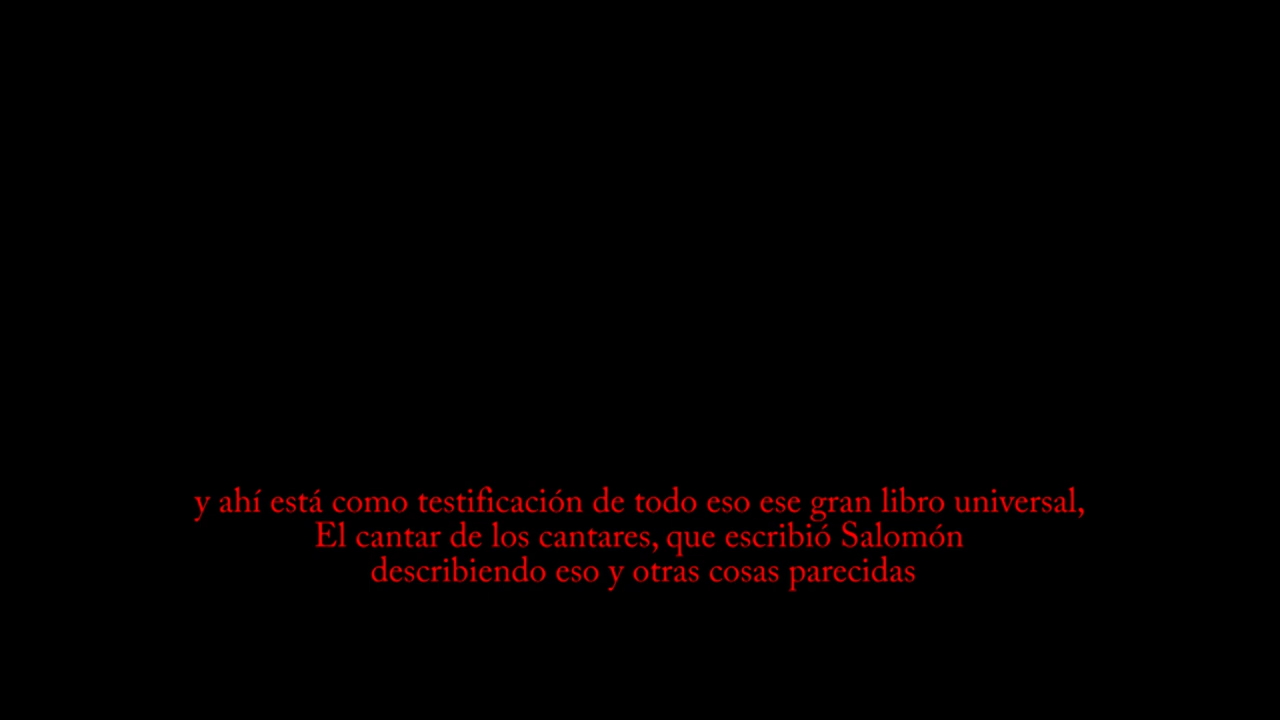 y ahí está como testificación de todo eso ese gran libro universal,
El cantar de los cantares, que escribió Salomón
describiendo eso y otras cosas parecidas